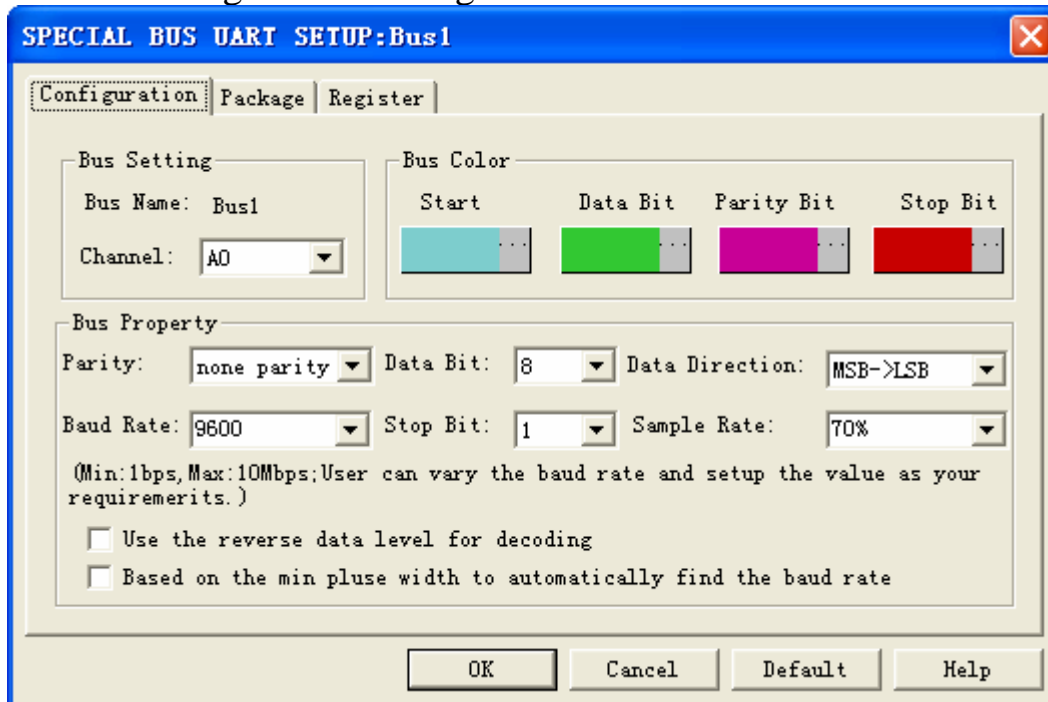 SPECIAL BUS UART SETUP:Bus1
Configuration Package Register
Bus Setting
Bus Name: Bus1
Channel: A0
Bus Color
Start Data Bit Parity Bit Stop Bit
... ... ... ...
Bus Property
Parity: none parity Data Bit: 8 Data Direction: MSB->LSB
Baud Rate: 9600 Stop Bit: 1 Sample Rate: 70%
(Min:1bps,Max:10Mbps;User can vary the baud rate and setup the value as your
requiremerits.)
Use the reverse data level for decoding
Based on the min pluse width to automatically find the baud rate
OK Cancel Default Help